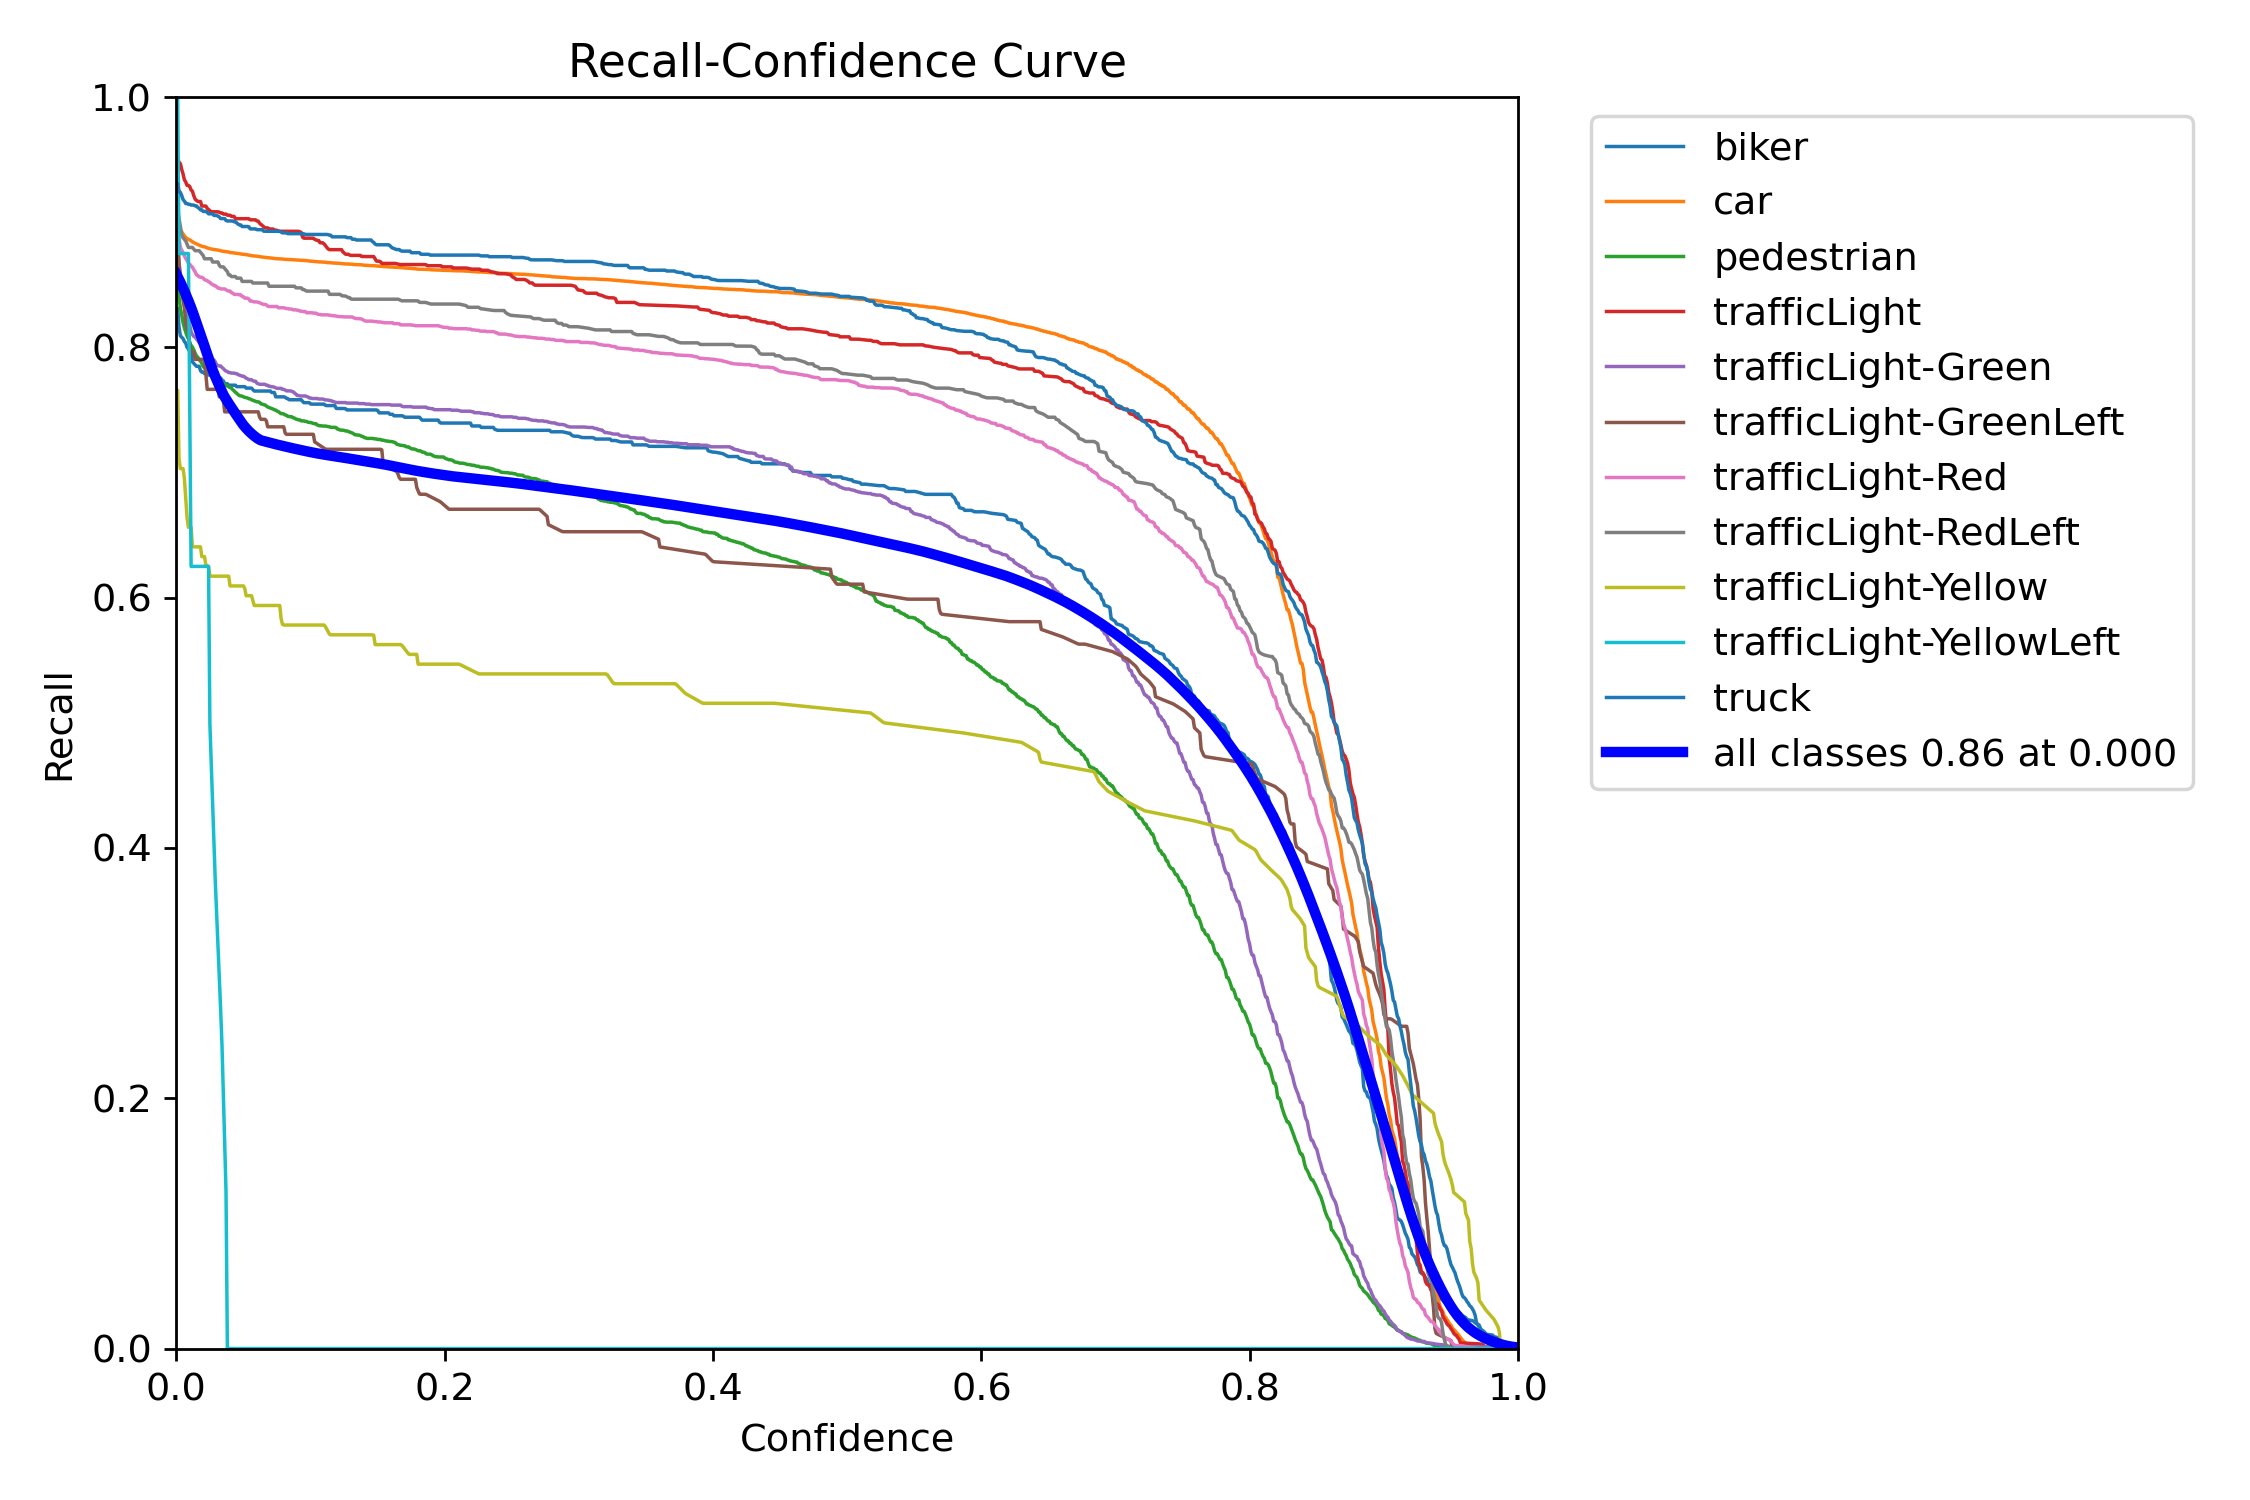 Recall-Confidence Curve
1.0
0.8
0.6
0.4
0.2
0.0
Recall
0.0 0.2 0.4 0.6 0.8 1.0
Confidence
biker
car
pedestrian
trafficLight
trafficLight-Green
trafficLight-GreenLeft
trafficLight-Red
trafficLight-RedLeft
trafficLight-Yellow
trafficLight-YellowLeft
truck
all classes 0.86 at 0.000